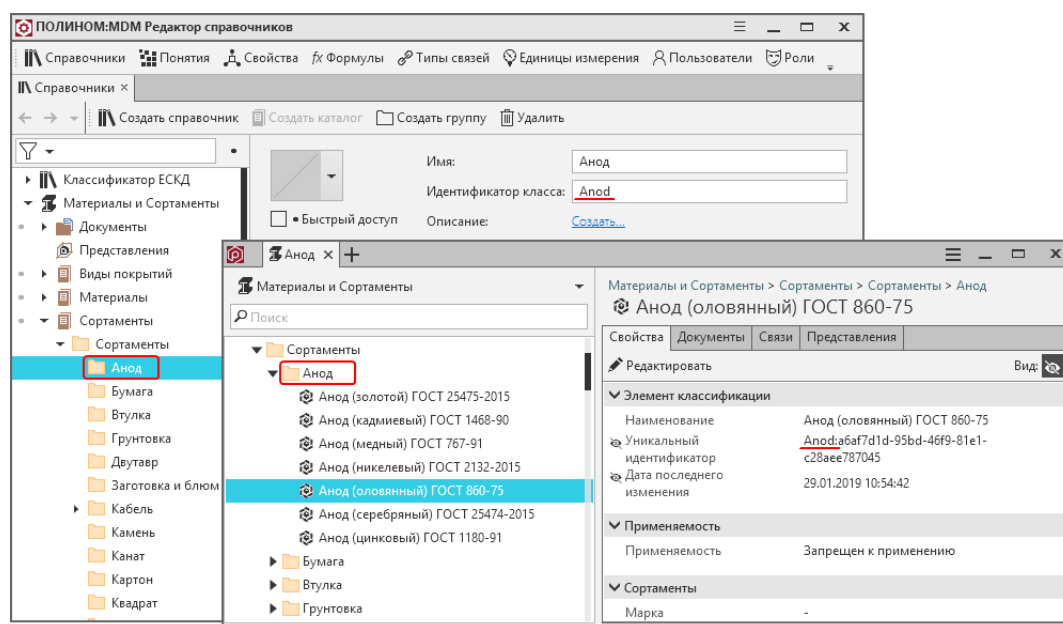 ПОЛИНОМ:MDM Редактор справочников
Справочники Понятия Свойства fx Формулы Типы связей Единицы измерения Пользователи Роли
Справочники ×
Создать справочник Создать каталог Создать группу Удалить
Имя: Анод
Идентификатор класса: Anod
Быстрый доступ Описание: Создать...
Классификатор ЕСКД
Материалы и Сортаменты
Документы
Представления
Виды покрытий
Материалы
Сортаменты
Сортаменты
Анод
Бумага
Втулка
Грунтовка
Двутавр
Заготовка и блюм
Кабель
Камень
Канат
Картон
Квадрат
Анод × +
Материалы и Сортаменты
Поиск
Сортаменты
Анод
Анод (золотой) ГОСТ 25475-2015
Анод (кадмиевый) ГОСТ 1468-90
Анод (медный) ГОСТ 767-91
Анод (никелевый) ГОСТ 2132-2015
Анод (оловянный) ГОСТ 860-75
Анод (серебряный) ГОСТ 25474-2015
Анод (цинковый) ГОСТ 1180-91
Бумага
Втулка
Грунтовка
Материалы и Сортаменты > Сортаменты > Сортаменты > Анод
Анод (оловянный) ГОСТ 860-75
Свойства Документы Связи Представления
Редактировать Вид:
Элемент классификации
Наименование Анод (оловянный) ГОСТ 860-75
Уникальный Anod:a6af7d1d-95bd-46f9-81e1-
идентификатор c28aee787045
Дата последнего
изменения 29.01.2019 10:54:42
Применяемость
Применяемость Запрещен к применению
Сортаменты
Марка -